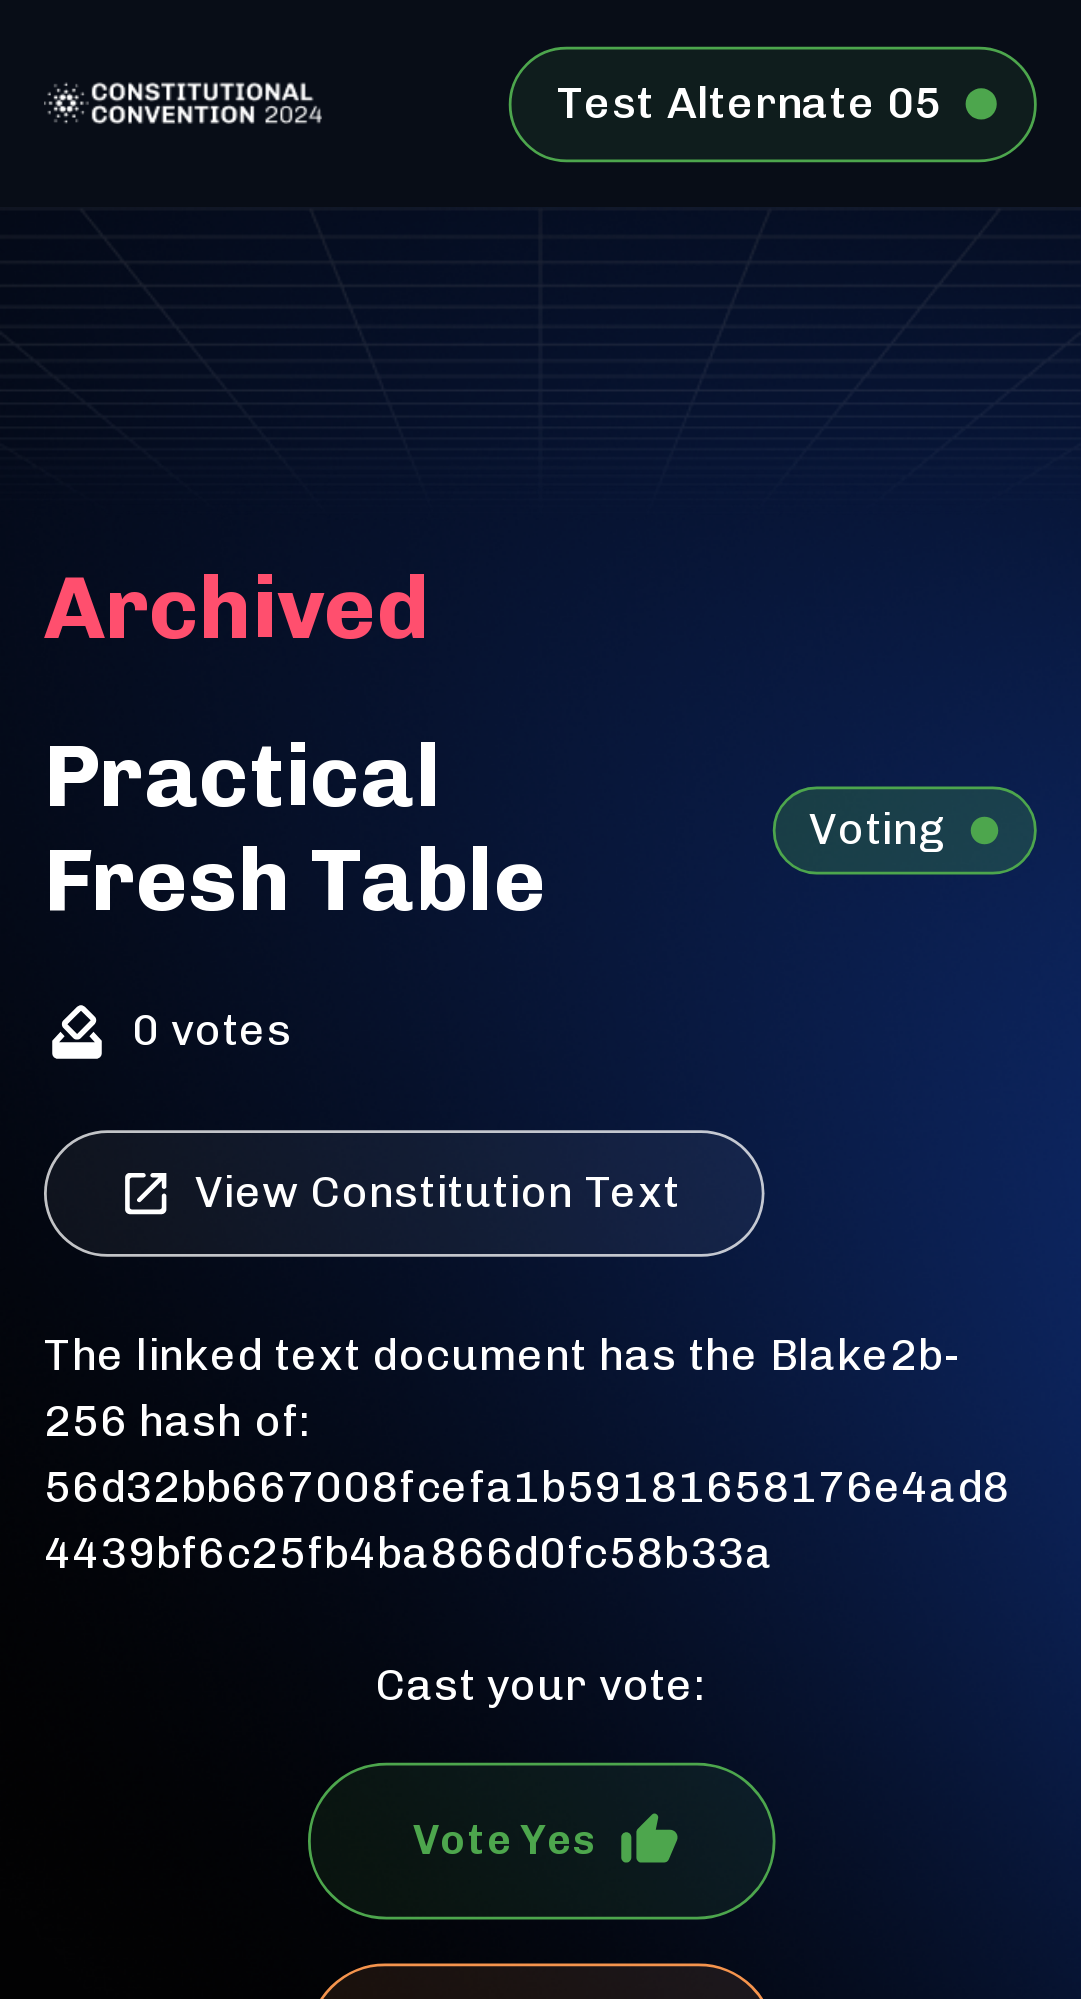 CONSTITUTIONAL
CONVENTION 2024
Test Alternate 05
Archived
Practical
Fresh Table
Voting
0 votes
View Constitution Text
The linked text document has the Blake2b-
256 hash of:
56d32bb667008fcefa1b59181658176e4ad8
4439bf6c25fb4ba866d0fc58b33a
Cast your vote:
Vote Yes